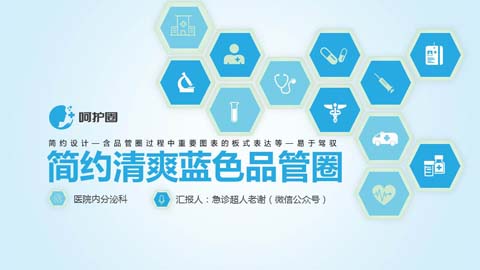 呵护圈
简约设计—含品管圈过程中重要图表的板式表达等—易于驾驭
简约清爽蓝色品管圈
医院内分泌科
汇报人：急诊超人老谢（微信公众号）